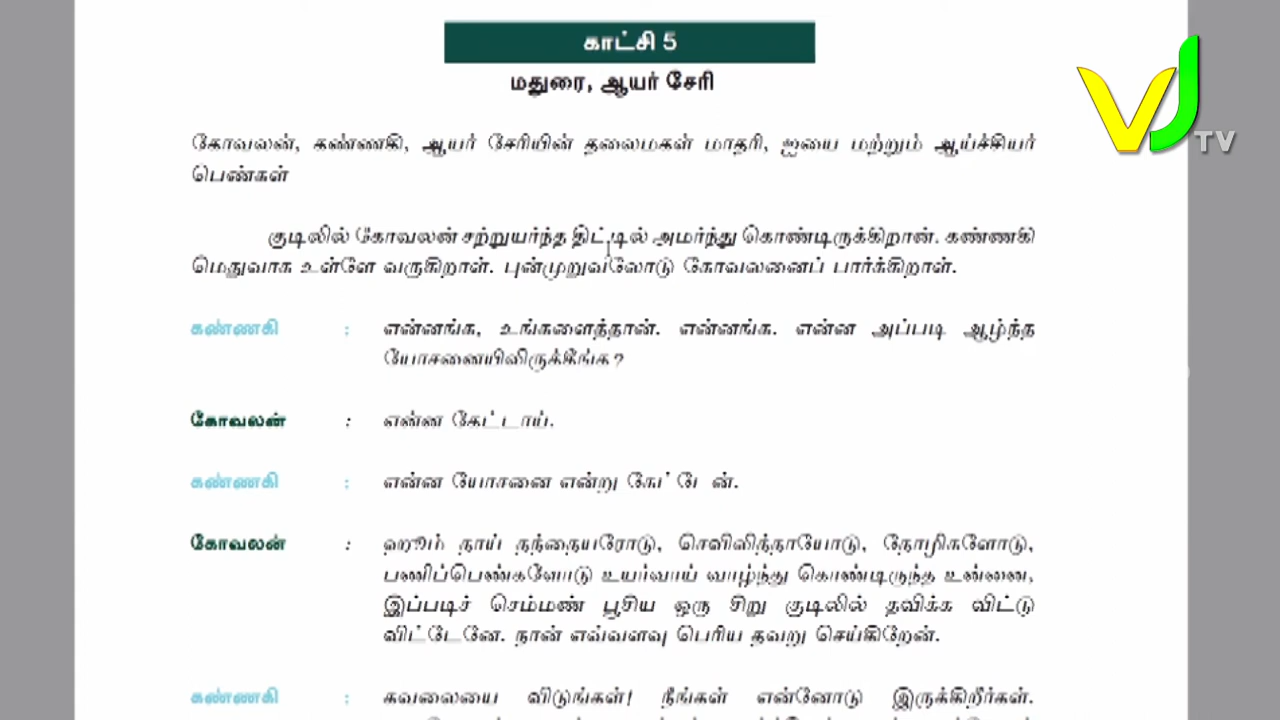 காட்சி 5
VJ TV
மதுரை, ஆயர் சேரி
கோவலன், கண்ணகி, ஆயர் சேரியின் தலைமகள் மாதரி, ஐயை மற்றும் ஆய்ச்சியர்
பெண்கள்
குடிலில் கோவலன் சற்றுயர்ந்த திட்டில் அமர்ந்து கொண்டிருக்கிறான். கண்ணகி
மெதுவாக உள்ளே வருகிறாள். புன்முறுவலோடு கோவலனைப் பார்க்கிறாள்.
கண்ணகி : என்னங்க, உங்களைத்தான். என்னங்க. என்ன அப்படி ஆழ்ந்த
யோசனையிலிருக்கீங்க?
கோவலன் : என்ன கேட்டாய்.
கண்ணகி : என்ன யோசனை என்று கேட்டேன்.
கோவலன் : ஹூம் தாய் தந்தையரோடு, செவிலித்தாயோடு, தோழிகளோடு,
பணிப்பெண்களோடு உயர்வாய் வாழ்ந்து கொண்டிருந்த உன்னை,
இப்படிச் செம்மண் பூசிய ஒரு சிறு குடிலில் தவிக்க விட்டு
விட்டேனே. நான் எவ்வளவு பெரிய தவறு செய்கிறேன்.
கண்ணகி : கவலையை விடுங்கள்! நீங்கள் என்னோடு இருக்கிறீர்கள்.